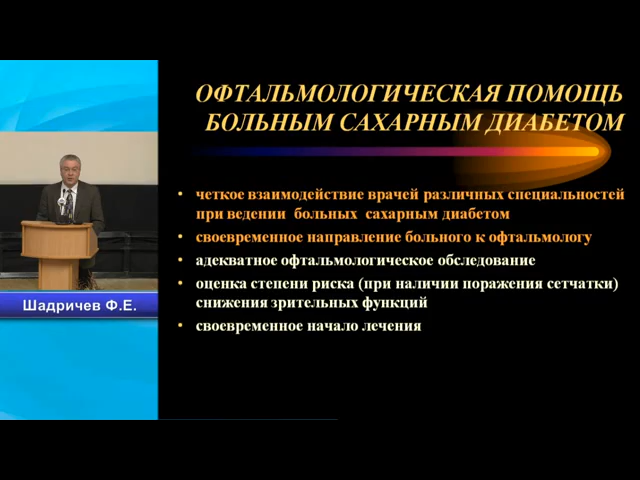 ОФТАЛЬМОЛОГИЧЕСКАЯ ПОМОЩЬ
БОЛЬНЫМ САХАРНЫМ ДИАБЕТОМ
• четкое взаимодействие врачей различных специальностей
при ведении больных сахарным диабетом
• своевременное направление больного к офтальмологу
• адекватное офтальмологическое обследование
• оценка степени риска (при наличии поражения сетчатки)
снижения зрительных функций
• своевременное начало лечения
Шадричев Ф.Е.